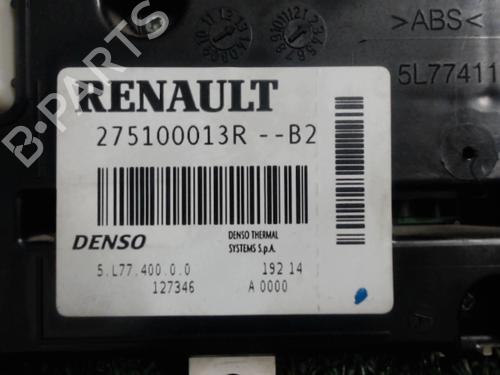 >ABS<
5L77411
RENAULT
275100013R --B2
DENSO
DENSO THERMAL
SYSTEMS S.p.A.
5.L77.400.0.0 192 14
127346 A 0000
B-Parts